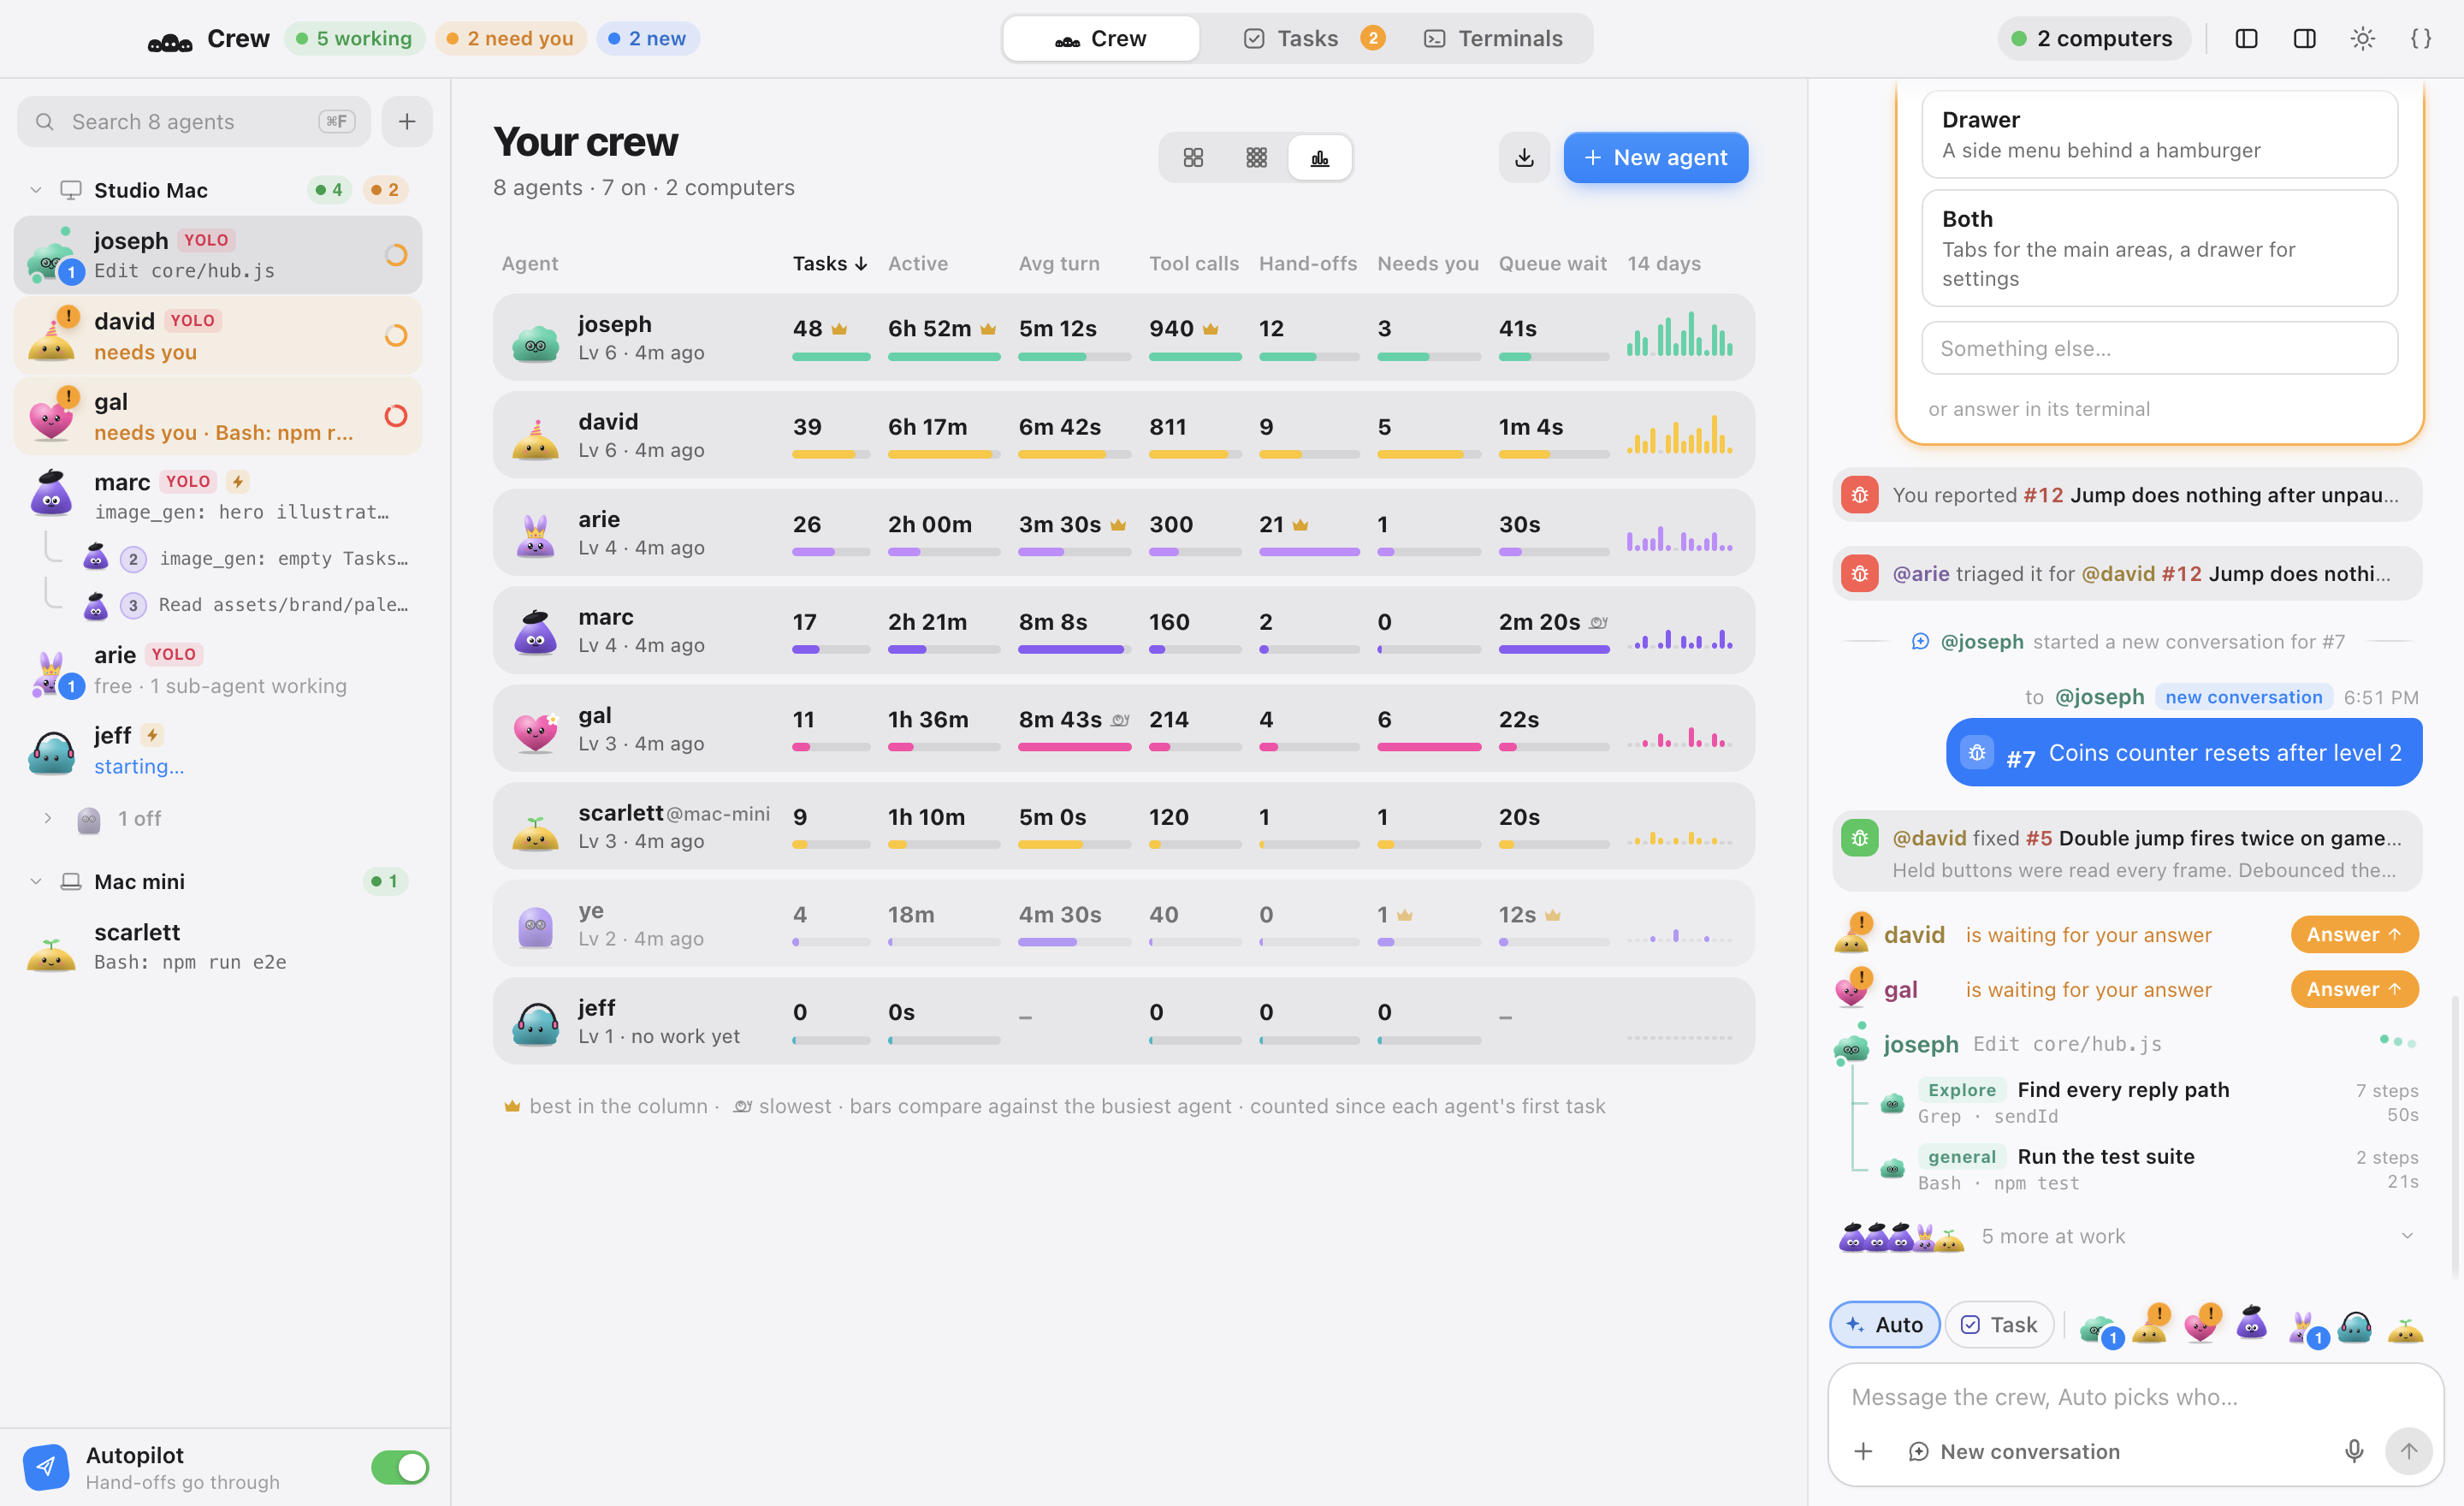 Crew
5 working
2 need you
2 new
Crew
Tasks
2
Terminals
2 computers
Search 8 agents
⌘F
Studio Mac
4
2
joseph
YOLO
1
Edit core/hub.js
david
YOLO
needs you
gal
needs you · Bash: npm r...
marc
YOLO
image_gen: hero illustrat…
2
image_gen: empty Tasks…
3
Read assets/brand/pale…
arie
YOLO
1
free · 1 sub-agent working
jeff
starting...
1 off
Mac mini
1
scarlett
Bash: npm run e2e
Autopilot
Hand-offs go through
Your crew
8 agents · 7 on · 2 computers
New agent
Agent
Tasks ↓
Active
Avg turn
Tool calls
Hand-offs
Needs you
Queue wait
14 days
joseph
Lv 6 · 4m ago
48
6h 52m
5m 12s
940
12
3
41s
david
Lv 6 · 4m ago
39
6h 17m
6m 42s
811
9
5
1m 4s
arie
Lv 4 · 4m ago
26
2h 00m
3m 30s
300
21
1
30s
marc
Lv 4 · 4m ago
17
2h 21m
8m 8s
160
2
0
2m 20s
gal
Lv 3 · 4m ago
11
1h 36m
8m 43s
214
4
6
22s
scarlett@mac-mini
Lv 3 · 4m ago
9
1h 10m
5m 0s
120
1
1
20s
ye
Lv 2 · 4m ago
4
18m
4m 30s
40
0
1
12s
jeff
Lv 1 · no work yet
0
0s
–
0
0
0
–
best in the column · slowest · bars compare against the busiest agent · counted since each agent's first task
Drawer
A side menu behind a hamburger
Both
Tabs for the main areas, a drawer for
settings
Something else...
or answer in its terminal
You reported #12 Jump does nothing after unpau...
@arie triaged it for @david #12 Jump does nothi...
@joseph started a new conversation for #7
to @joseph new conversation 6:51 PM
#7 Coins counter resets after level 2
@david fixed #5 Double jump fires twice on game...
Held buttons were read every frame. Debounced the...
david is waiting for your answer
Answer ↑
gal is waiting for your answer
Answer ↑
joseph Edit core/hub.js
Explore Find every reply path
7 steps
Grep · sendId
50s
general Run the test suite
2 steps
Bash · npm test
21s
5 more at work
Auto
Task
1
1
Message the crew, Auto picks who...
New conversation